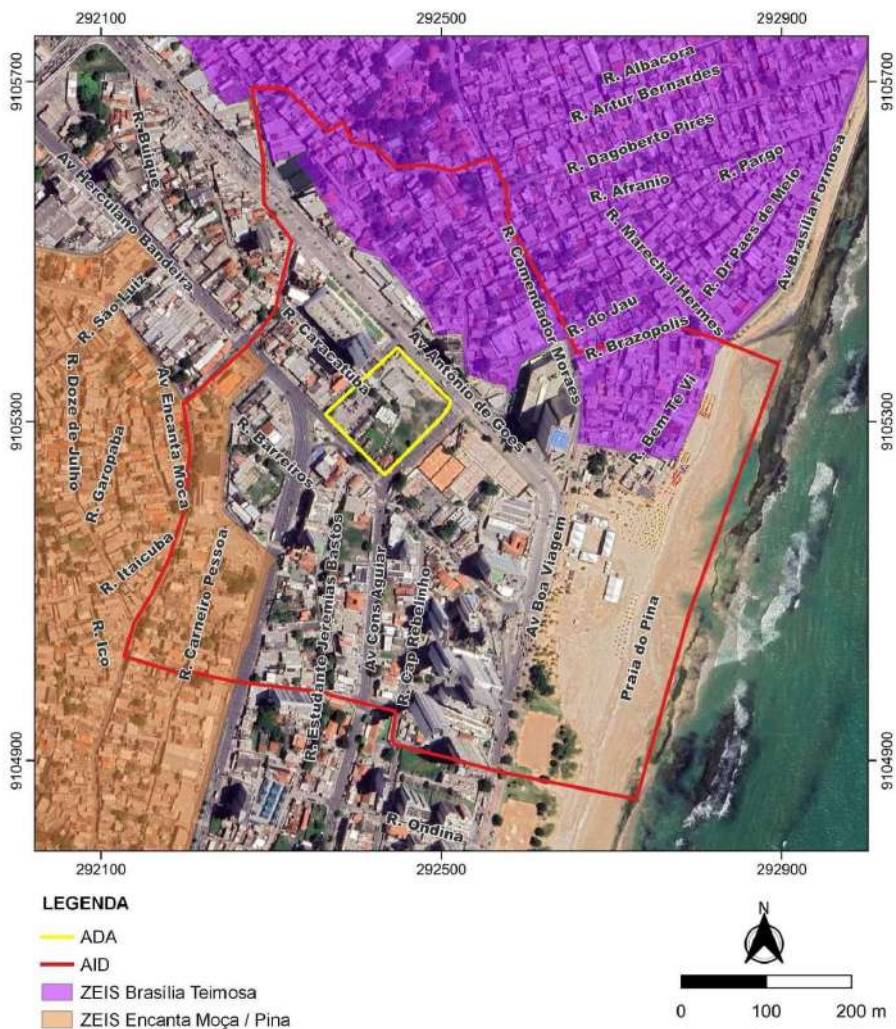 292100
292500
292900
9105700
9105700
R. Albacora
R. Artur Bernardes
R. Buique
R. Dagoberto Pires
R. Pargo
Av Herculano Bandeira
R. Afranio
R. Marechal Hermes
R. Dr Paes de Melo
Av Brasília Formosa
R. Comendador Moraes
R. São Luiz
R. do Jau
R. Brazopolis
R. Caracatuba
Av Antônio de Goes
Av Encanta Moca
R. Doze de Julho
R. Garopaba
R. Barreiros
R. Bem Te Vi
9105300
9105300
R. Itaicuba
R. Carneiro Pessoa
R. Ico
R. Estudante Jeremias Bastos
Av Cons Aguiar
R. Cap Rebelinho
Av Boa Viagem
Praia do Pina
9104900
9104900
R. Ondina
292100
292500
292900
LEGENDA
ADA
AID
ZEIS Brasília Teimosa
ZEIS Encanta Moça / Pina
N
0 100 200 m